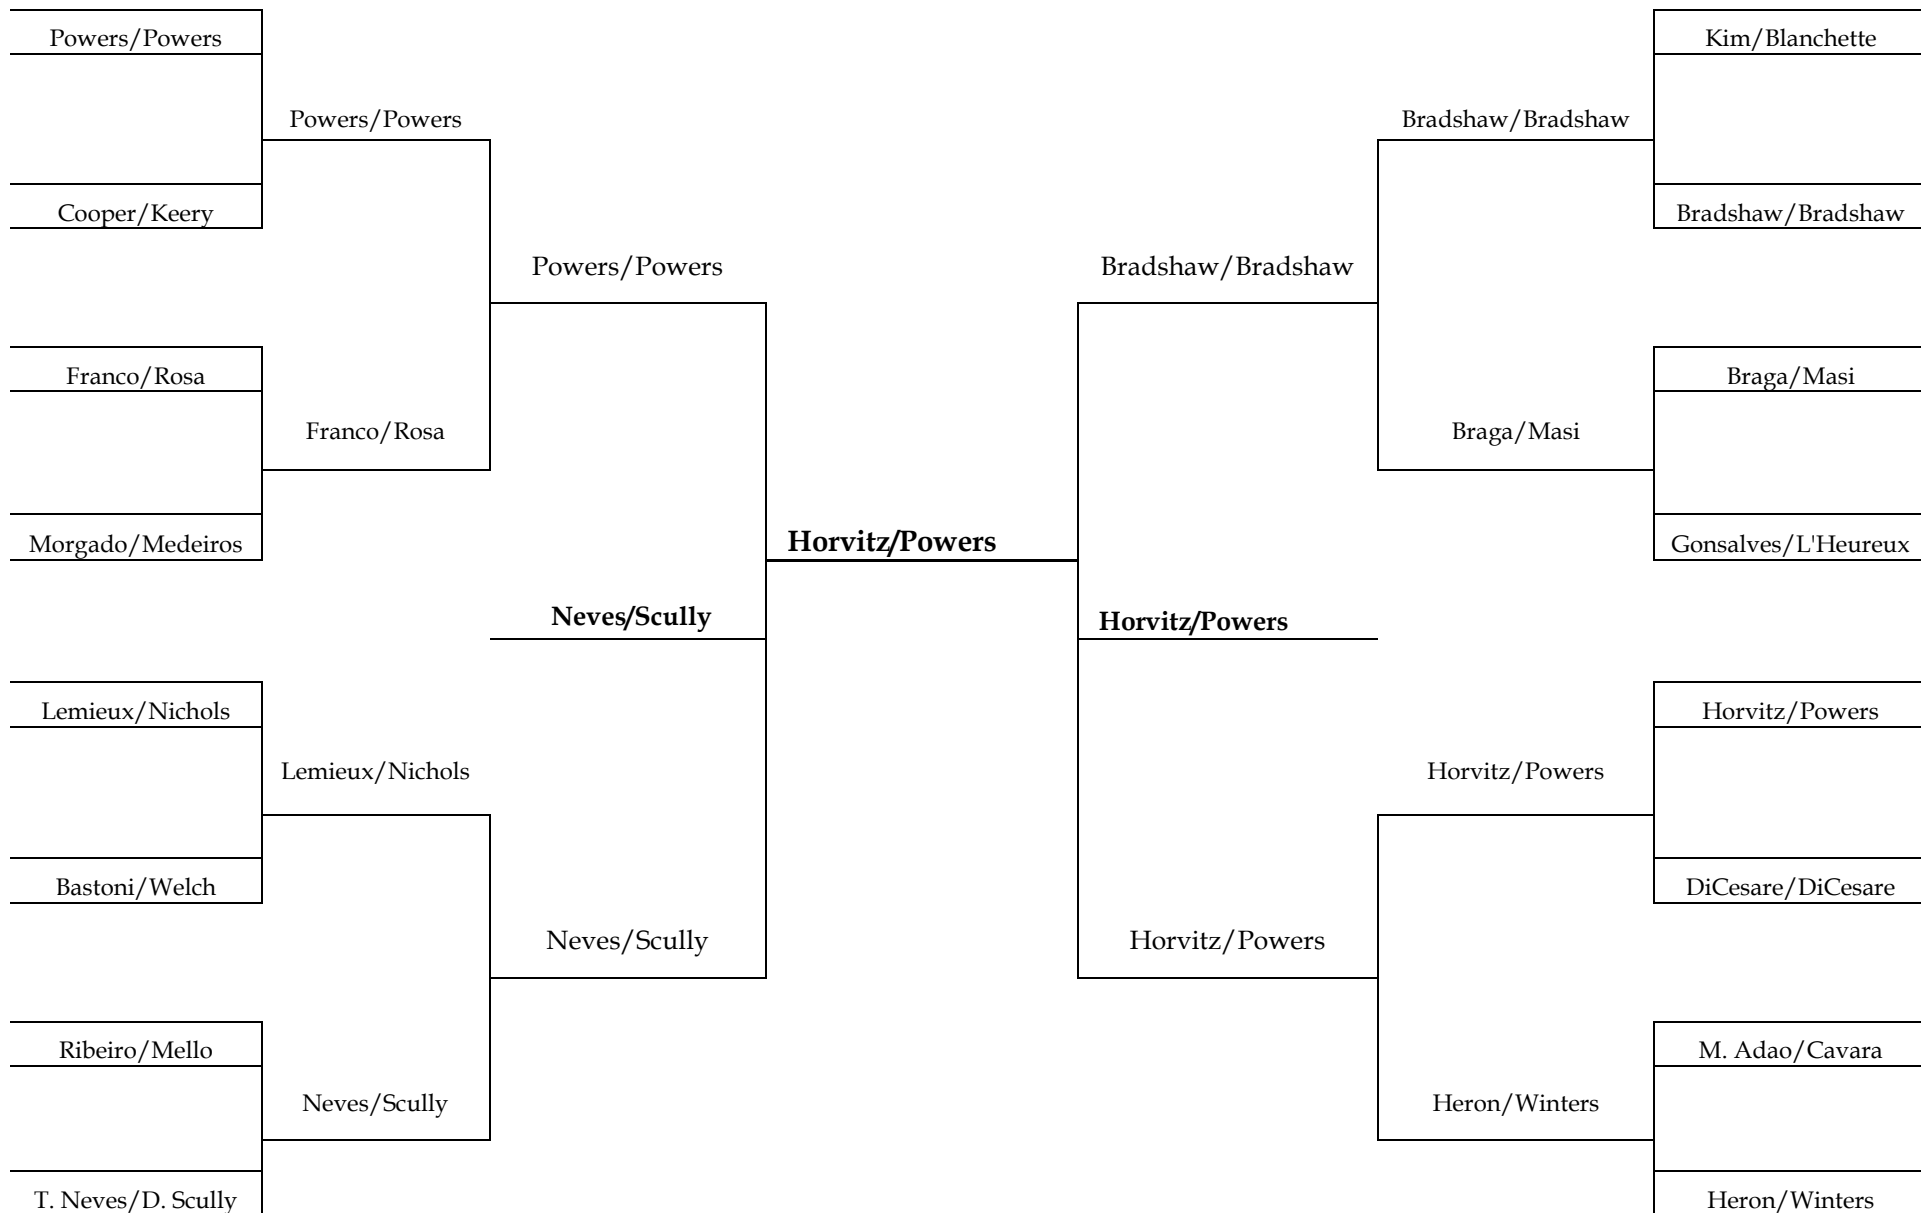 Powers/Powers
Kim/Blanchette
Powers/Powers
Bradshaw/Bradshaw
Cooper/Keery
Bradshaw/Bradshaw
Powers/Powers
Bradshaw/Bradshaw
Franco/Rosa
Braga/Masi
Franco/Rosa
Braga/Masi
Morgado/Medeiros
Horvitz/Powers
Gonsalves/L'Heureux
Neves/Scully
Horvitz/Powers
Lemieux/Nichols
Horvitz/Powers
Lemieux/Nichols
Horvitz/Powers
Bastoni/Welch
DiCesare/DiCesare
Neves/Scully
Horvitz/Powers
Ribeiro/Mello
M. Adao/Cavara
Neves/Scully
Heron/Winters
T. Neves/D. Scully
Heron/Winters